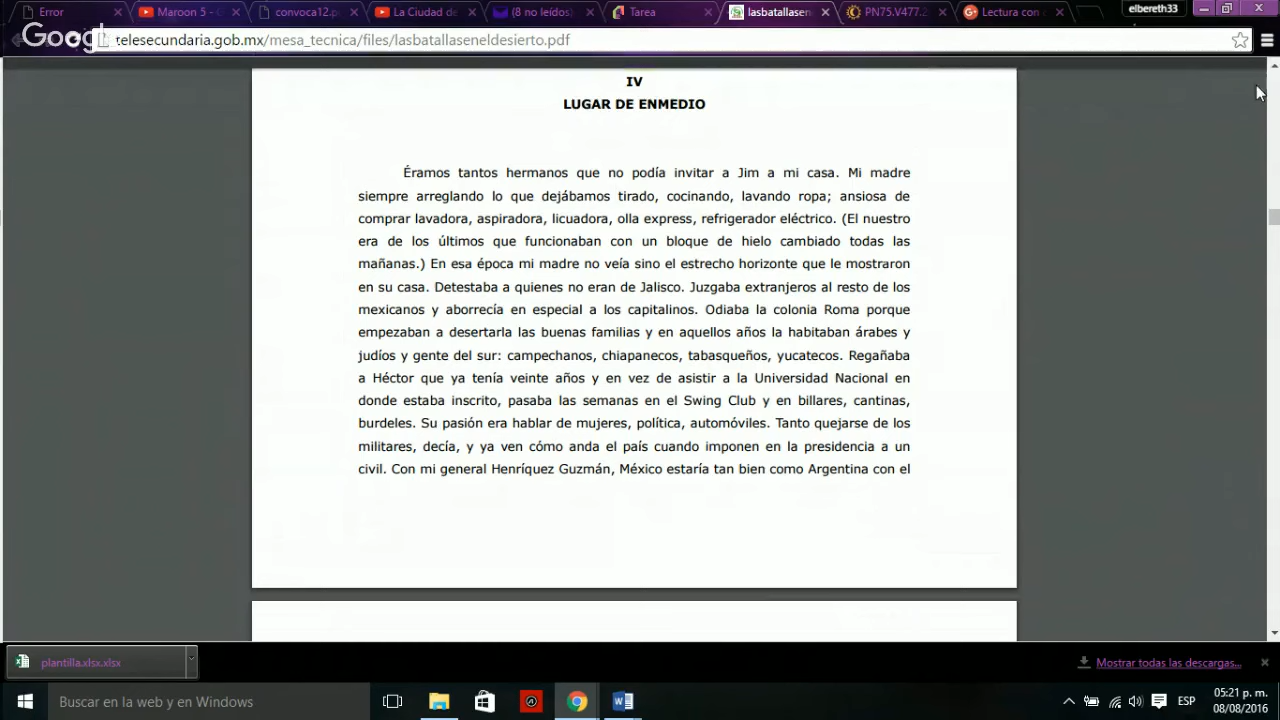 Error
Maroon 5 -
convoca12.p
La Ciudad de
(8 no leídos)
Tarea
lasbatallasen
PN75.V477.2
Lectura con
elbereth33
Google
telesecundaria.gob.mx/mesa_tecnica/files/lasbatallaseneldesierto.pdf
IV
LUGAR DE ENMEDIO
Éramos tantos hermanos que no podía invitar a Jim a mi casa. Mi madre
siempre arreglando lo que dejábamos tirado, cocinando, lavando ropa; ansiosa de
comprar lavadora, aspiradora, licuadora, olla express, refrigerador eléctrico. (El nuestro
era de los últimos que funcionaban con un bloque de hielo cambiado todas las
mañanas.) En esa época mi madre no veía sino el estrecho horizonte que le mostraron
en su casa. Detestaba a quienes no eran de Jalisco. Juzgaba extranjeros al resto de los
mexicanos y aborrecía en especial a los capitalinos. Odiaba la colonia Roma porque
empezaban a desertarla las buenas familias y en aquellos años la habitaban árabes y
judíos y gente del sur: campechanos, chiapanecos, tabasqueños, yucatecos. Regañaba
a Héctor que ya tenía veinte años y en vez de asistir a la Universidad Nacional en
donde estaba inscrito, pasaba las semanas en el Swing Club y en billares, cantinas,
burdeles. Su pasión era hablar de mujeres, política, automóviles. Tanto quejarse de los
militares, decía, y ya ven cómo anda el país cuando imponen en la presidencia a un
civil. Con mi general Henríquez Guzmán, México estaría tan bien como Argentina con el
plantilla.xlsx.xlsx
Mostrar todas las descargas...
Buscar en la web y en Windows
ESP
05:21 p. m.
08/08/2016